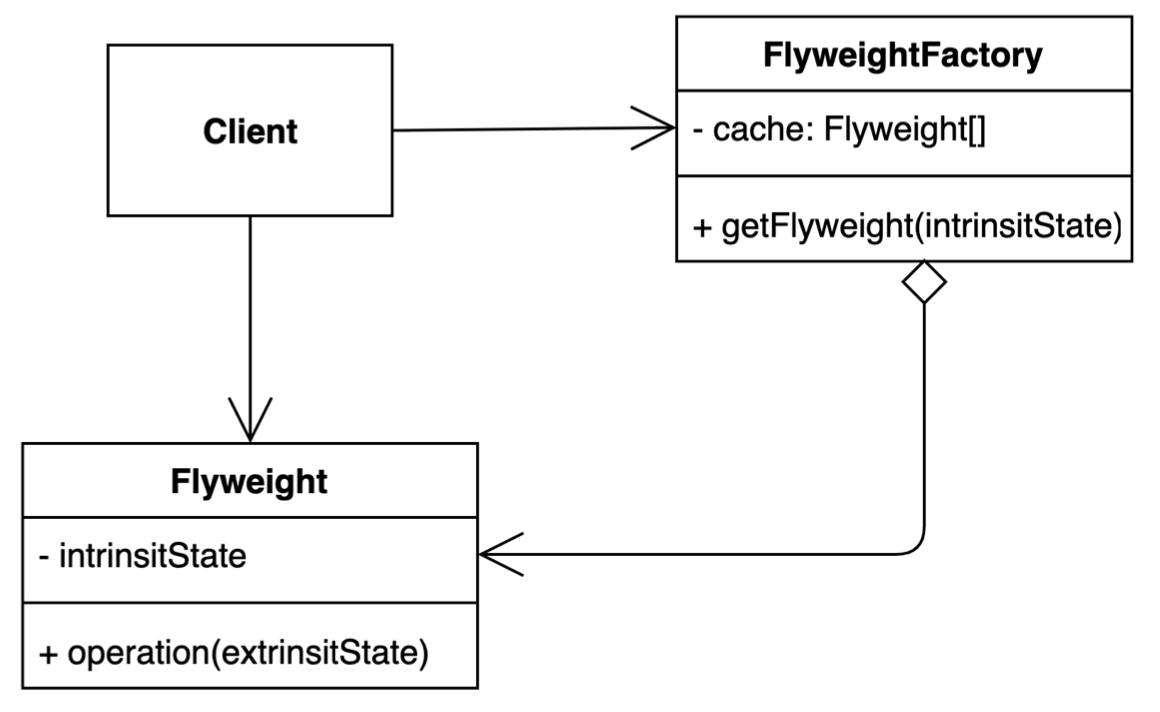 Client
FlyweightFactory
- cache: Flyweight[]
+ getFlyweight(intrinsitState)
Flyweight
- intrinsitState
+ operation(extrinsitState)